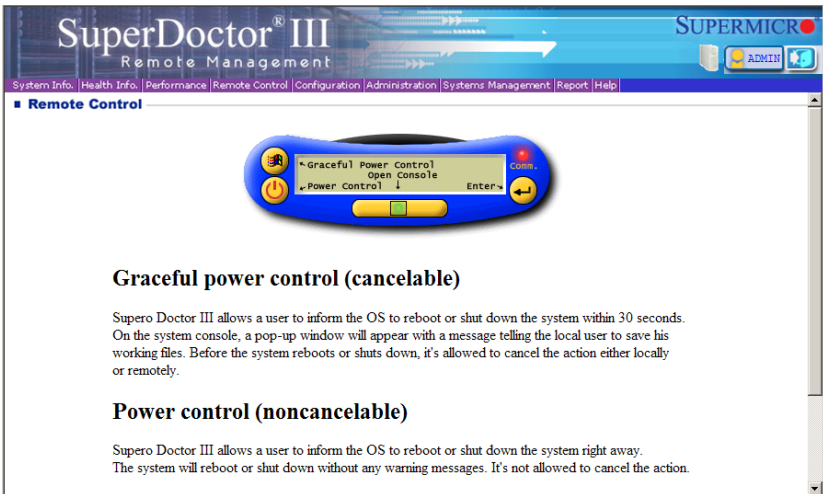 SuperDoctor® III
Remote Management
SUPERMICRO
ADMIN
System Info. Health Info. Performance Remote Control Configuration Administration Systems Management Report Help
Remote Control
Graceful Power Control
Open Console
Power Control Enter
Comm.
Graceful power control (cancelable)
Supero Doctor III allows a user to inform the OS to reboot or shut down the system within 30 seconds.
On the system console, a pop-up window will appear with a message telling the local user to save his
working files. Before the system reboots or shuts down, it's allowed to cancel the action either locally
or remotely.
Power control (noncancelable)
Supero Doctor III allows a user to inform the OS to reboot or shut down the system right away.
The system will reboot or shut down without any warning messages. It's not allowed to cancel the action.